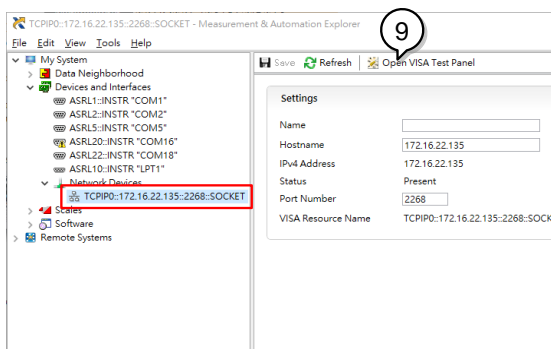 TCPIP0::172.16.22.135::2268::SOCKET - Measurement & Automation Explorer
9
File Edit View Tools Help
My System
Data Neighborhood
Devices and Interfaces
ASRL1::INSTR "COM1"
ASRL2::INSTR "COM2"
ASRL5::INSTR "COM5"
ASRL20::INSTR "COM16"
ASRL22::INSTR "COM18"
ASRL10::INSTR "LPT1"
Network Devices
TCPIP0::172.16.22.135::2268::SOCKET
Scales
Software
Remote Systems
Save Refresh Open VISA Test Panel
Settings
Name
Hostname 172.16.22.135
IPv4 Address 172.16.22.135
Status Present
Port Number 2268
VISA Resource Name TCPIP0::172.16.22.135::2268::SOCK